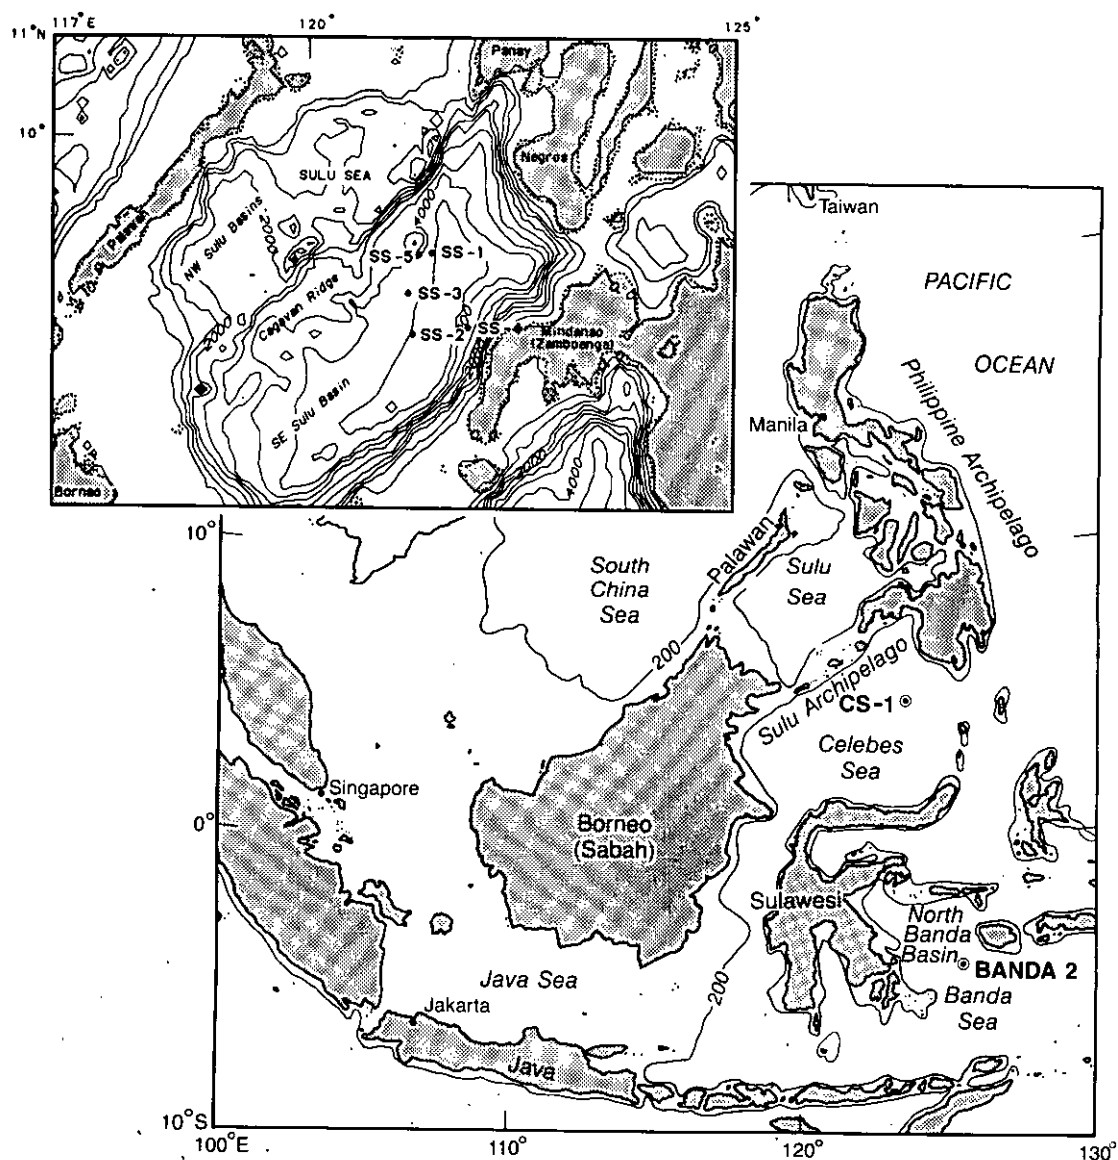 117°E
120°
125°
11°N
Panay
10°
SULU SEA
Negros
Palawan
NW Sulu Basins
2000
4000
SS-5
SS-1
SS-3
Cagayan Ridge
2000
SS-2
SS-
Mindanao
(Zamboanga)
SE Sulu Basin
2000
4000
Borneo
Taiwan
PACIFIC
OCEAN
Philippine Archipelago
Manila
10°
South
China
Sea
Palawan
Sulu
Sea
200
Sulu Archipelago
CS-1
Celebes
Sea
Singapore
0°
Borneo
(Sabah)
Sulawesi
North
Banda
Basin
BANDA 2
Banda
Sea
Java Sea
200
Jakarta
Java
10°S
100°E
110°
120°
130°